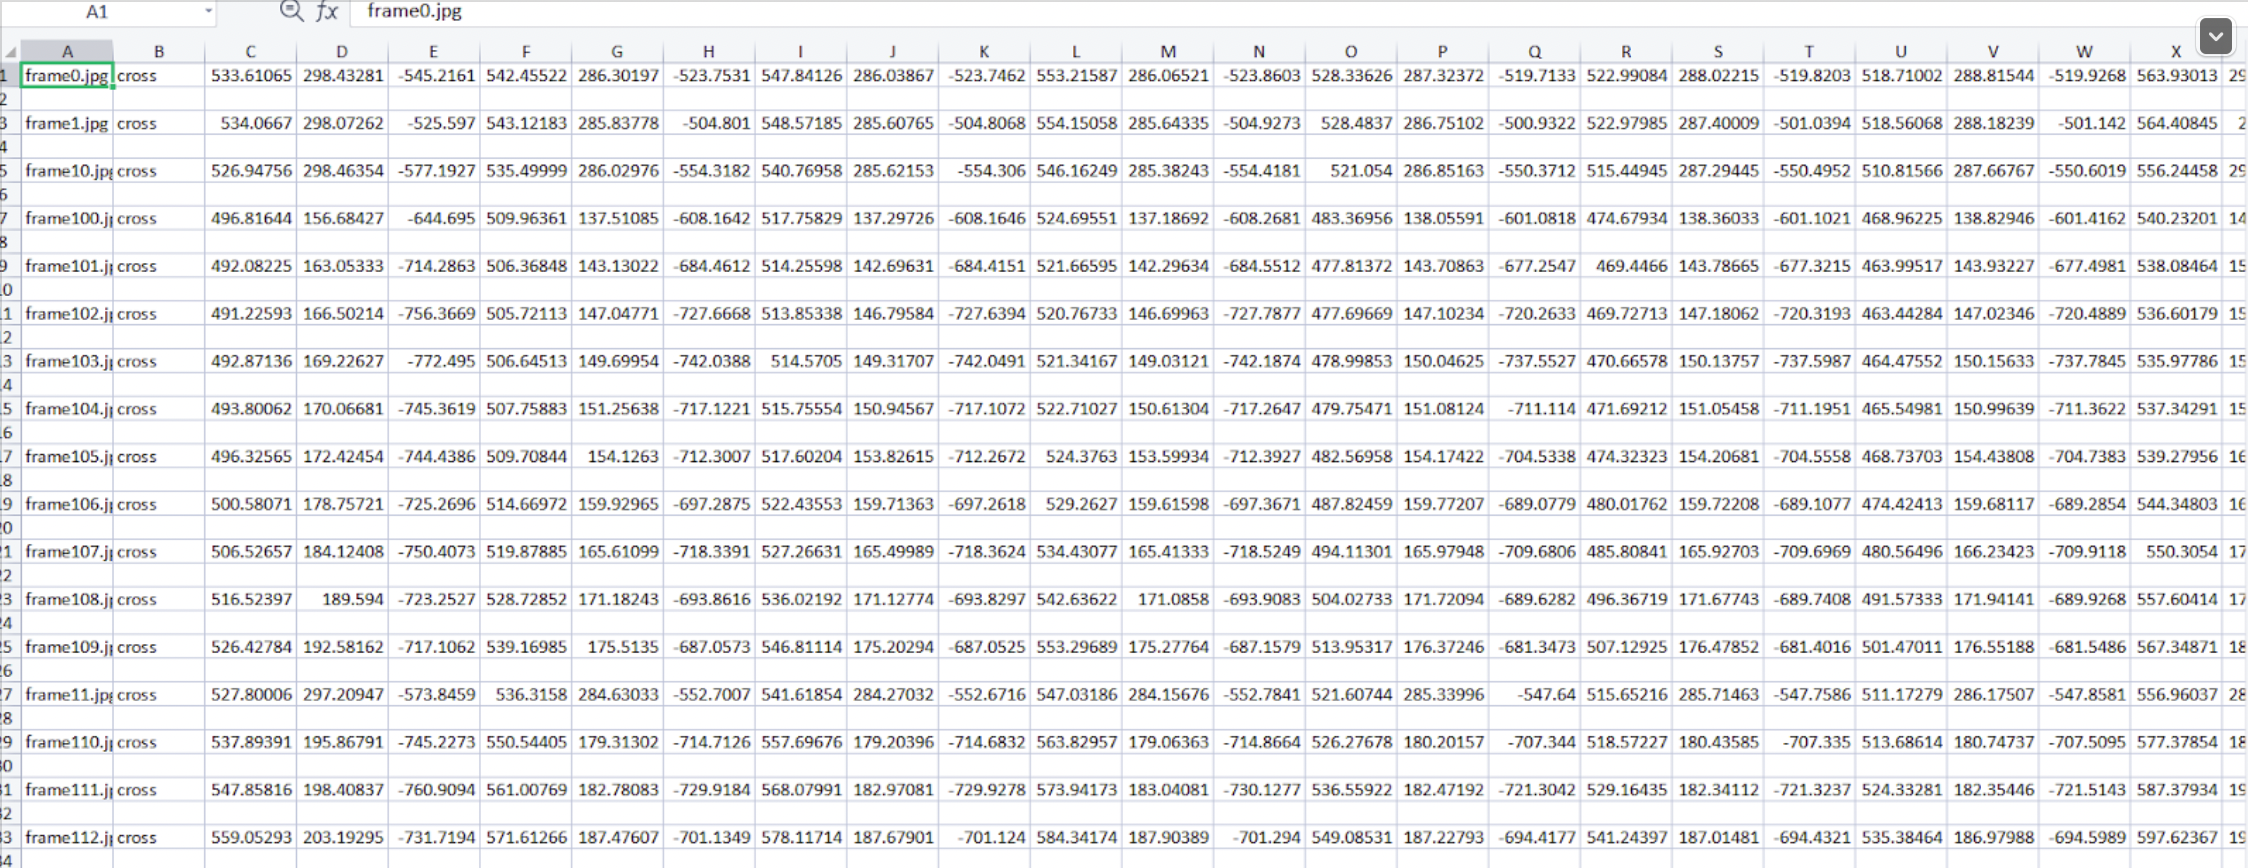 A1 fx frame0.jpg
A B C D E F G H I J K L M N O P Q R S T U V W X
1 frame0.jpg cross 533.61065 298.43281 -545.2161 542.45522 286.30197 -523.7531 547.84126 286.03867 -523.7462 553.21587 286.06521 -523.8603 528.33626 287.32372 -519.7133 522.99084 288.02215 -519.8203 518.71002 288.81544 -519.9268 563.93013 29
2
3 frame1.jpg cross 534.0667 298.07262 -525.597 543.12183 285.83778 -504.801 548.57185 285.60765 -504.8068 554.15058 285.64335 -504.9273 528.4837 286.75102 -500.9322 522.97985 287.40009 -501.0394 518.56068 288.18239 -501.142 564.40845 2
4
5 frame10.jpg cross 526.94756 298.46354 -577.1927 535.49999 286.02976 -554.3182 540.76958 285.62153 -554.306 546.16249 285.38243 -554.4181 521.054 286.85163 -550.3712 515.44945 287.29445 -550.4952 510.81566 287.66767 -550.6019 556.24458 29
6
7 frame100.j cross 496.81644 156.68427 -644.695 509.96361 137.51085 -608.1642 517.75829 137.29726 -608.1646 524.69551 137.18692 -608.2681 483.36956 138.05591 -601.0818 474.67934 138.36033 -601.1021 468.96225 138.82946 -601.4162 540.23201 14
8
9 frame101.j cross 492.08225 163.05333 -714.2863 506.36848 143.13022 -684.4612 514.25598 142.69631 -684.4151 521.66595 142.29634 -684.5512 477.81372 143.70863 -677.2547 469.4466 143.78665 -677.3215 463.99517 143.93227 -677.4981 538.08464 15
0
1 frame102.j cross 491.22593 166.50214 -756.3669 505.72113 147.04771 -727.6668 513.85338 146.79584 -727.6394 520.76733 146.69963 -727.7877 477.69669 147.10234 -720.2633 469.72713 147.18062 -720.3193 463.44284 147.02346 -720.4889 536.60179 15
2
3 frame103.j cross 492.87136 169.22627 -772.495 506.64513 149.69954 -742.0388 514.5705 149.31707 -742.0491 521.34167 149.03121 -742.1874 478.99853 150.04625 -737.5527 470.66578 150.13757 -737.5987 464.47552 150.15633 -737.7845 535.97786 15
4
5 frame104.j cross 493.80062 170.06681 -745.3619 507.75883 151.25638 -717.1221 515.75554 150.94567 -717.1072 522.71027 150.61304 -717.2647 479.75471 151.08124 -711.114 471.69212 151.05458 -711.1951 465.54981 150.99639 -711.3622 537.34291 15
6
7 frame105.j cross 496.32565 172.42454 -744.4386 509.70844 154.1263 -712.3007 517.60204 153.82615 -712.2672 524.3763 153.59934 -712.3927 482.56958 154.17422 -704.5338 474.32323 154.20681 -704.5558 468.73703 154.43808 -704.7383 539.27956 16
8
9 frame106.j cross 500.58071 178.75721 -725.2696 514.66972 159.92965 -697.2875 522.43553 159.71363 -697.2618 529.2627 159.61598 -697.3671 487.82459 159.77207 -689.0779 480.01762 159.72208 -689.1077 474.42413 159.68117 -689.2854 544.34803 16
20
21 frame107.j cross 506.52657 184.12408 -750.4073 519.87885 165.61099 -718.3391 527.26631 165.49989 -718.3624 534.43077 165.41333 -718.5249 494.11301 165.97948 -709.6806 485.80841 165.92703 -709.6969 480.56496 166.23423 -709.9118 550.3054 17
22
23 frame108.j cross 516.52397 189.594 -723.2527 528.72852 171.18243 -693.8616 536.02192 171.12774 -693.8297 542.63622 171.0858 -693.9083 504.02733 171.72094 -689.6282 496.36719 171.67743 -689.7408 491.57333 171.94141 -689.9268 557.60414 17
24
25 frame109.j cross 526.42784 192.58162 -717.1062 539.16985 175.5135 -687.0573 546.81114 175.20294 -687.0525 553.29689 175.27764 -687.1579 513.95317 176.37246 -681.3473 507.12925 176.47852 -681.4016 501.47011 176.55188 -681.5486 567.34871 18
26
27 frame11.jpg cross 527.80006 297.20947 -573.8459 536.3158 284.63033 -552.7007 541.61854 284.27032 -552.6716 547.03186 284.15676 -552.7841 521.60744 285.33996 -547.64 515.65216 285.71463 -547.7586 511.17279 286.17507 -547.8581 556.96037 28
28
29 frame110.j cross 537.89391 195.86791 -745.2273 550.54405 179.31302 -714.7126 557.69676 179.20396 -714.6832 563.82957 179.06363 -714.8664 526.27678 180.20157 -707.344 518.57227 180.43585 -707.335 513.68614 180.74737 -707.5095 577.37854 18
30
31 frame111.j cross 547.85816 198.40837 -760.9094 561.00769 182.78083 -729.9184 568.07991 182.97081 -729.9278 573.94173 183.04081 -730.1277 536.55922 182.47192 -721.3042 529.16435 182.34112 -721.3237 524.33281 182.35446 -721.5143 587.37934 19
32
33 frame112.j cross 559.05293 203.19295 -731.7194 571.61266 187.47607 -701.1349 578.11714 187.67901 -701.124 584.34174 187.90389 -701.294 549.08531 187.22793 -694.4177 541.24397 187.01481 -694.4321 535.38464 186.97988 -694.5989 597.62367 19
34